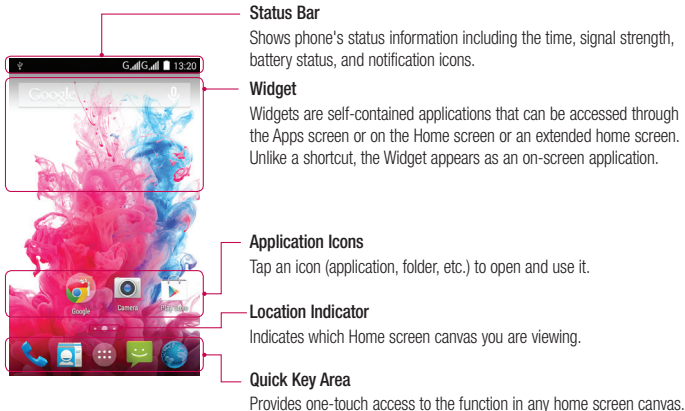 Status Bar
Shows phone's status information including the time, signal strength,
battery status, and notification icons.
G G 13:20
Google
Widget
Widgets are self-contained applications that can be accessed through
the Apps screen or on the Home screen or an extended home screen.
Unlike a shortcut, the Widget appears as an on-screen application.
Application Icons
Tap an icon (application, folder, etc.) to open and use it.
Google Camera Play Store
Location Indicator
Indicates which Home screen canvas you are viewing.
Quick Key Area
Provides one-touch access to the function in any home screen canvas.